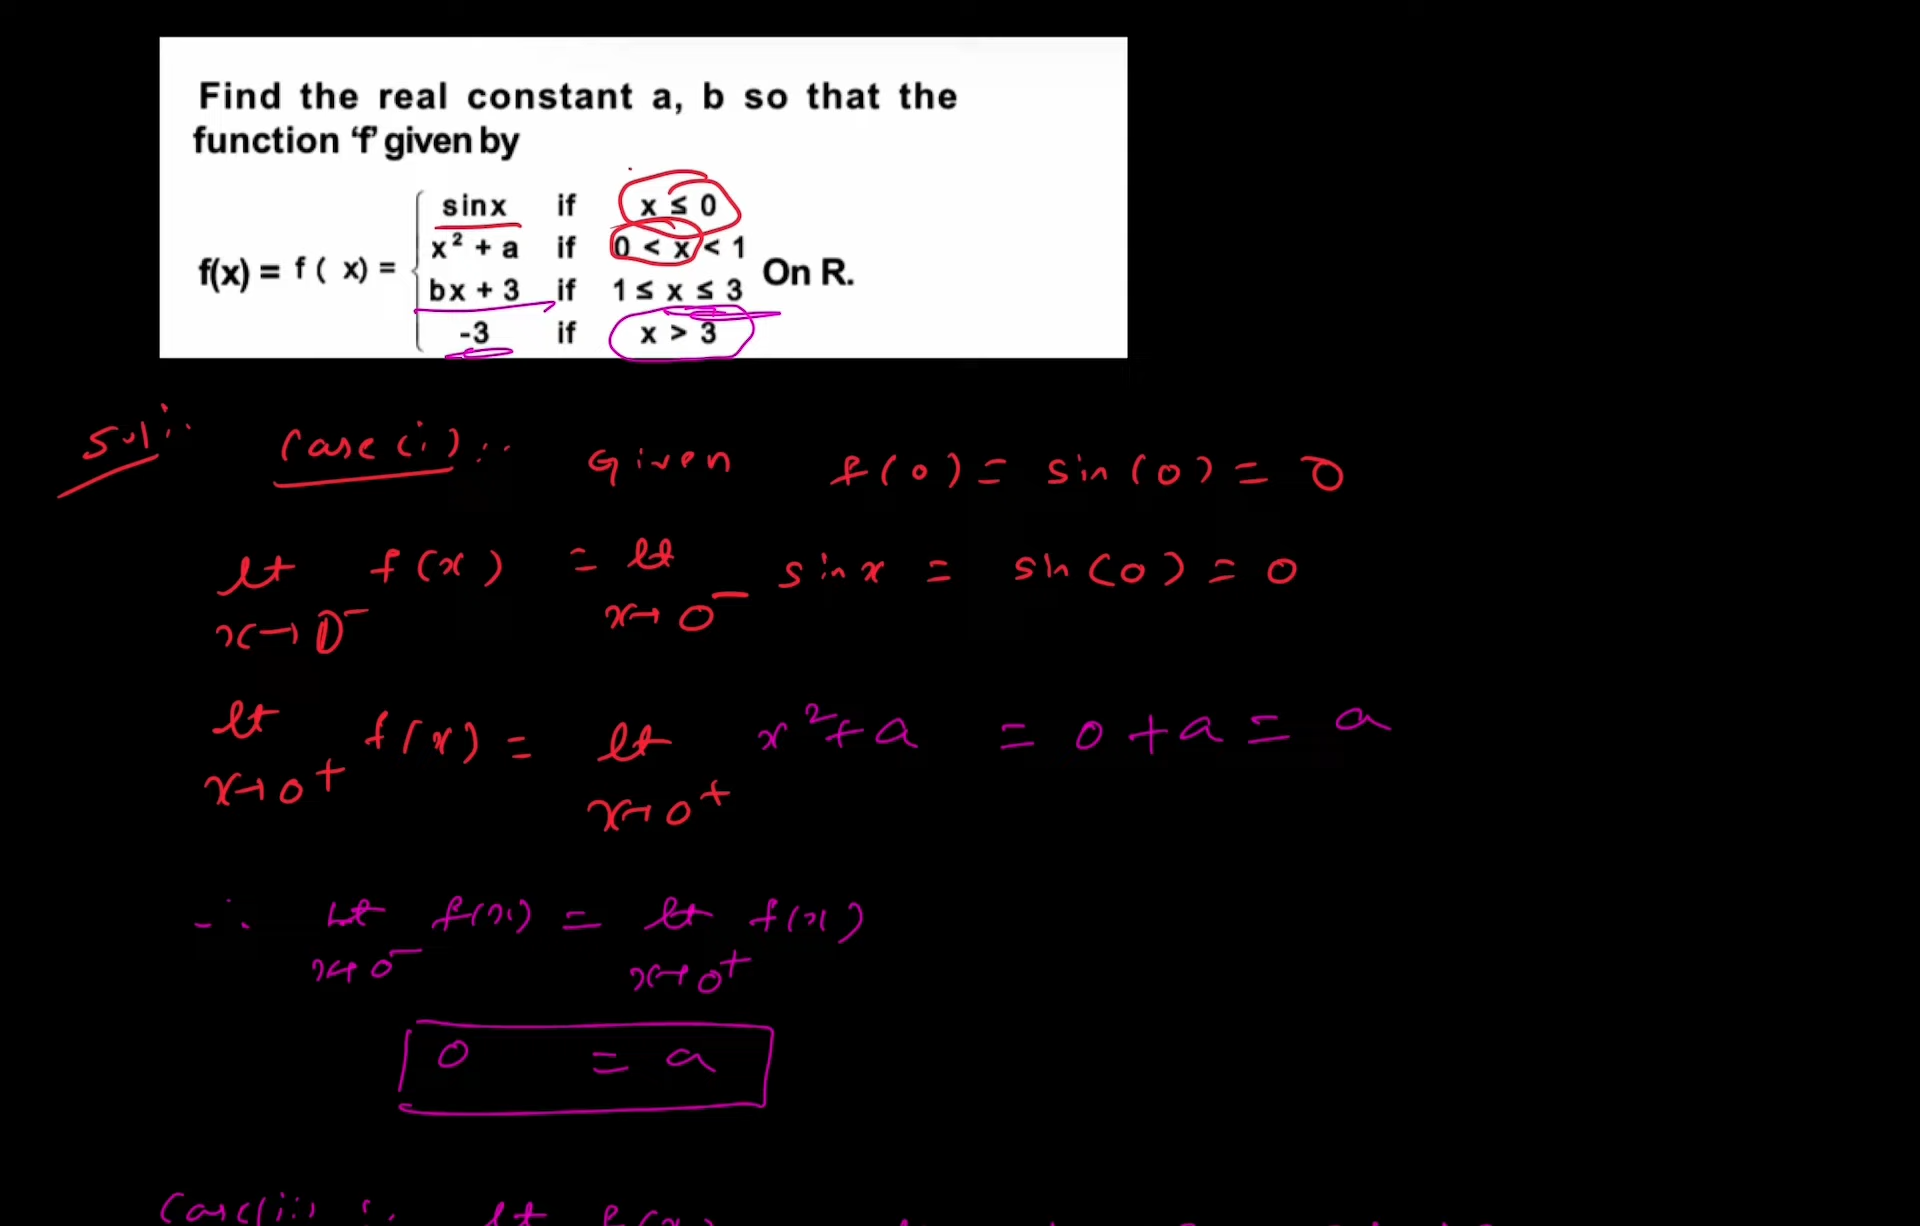 Find the real constant a, b so that the
function ‘f’ given by
sinx if x ≤ 0
x² + a if 0 < x < 1
f(x) = f ( x) =
bx + 3 if 1 ≤ x ≤ 3
On R.
-3 if x > 3
Sol:
Case (i) :
Given f(0) = sin(0) = 0
lt x→0⁻ f(x) = lt x→0⁻ sinx = sin(0) = 0
lt x→0⁺ f(x) = lt x→0⁺ x²+a = 0+a = a
∴ lt x→0⁻ f(x) = lt x→0⁺ f(x)
0 = a